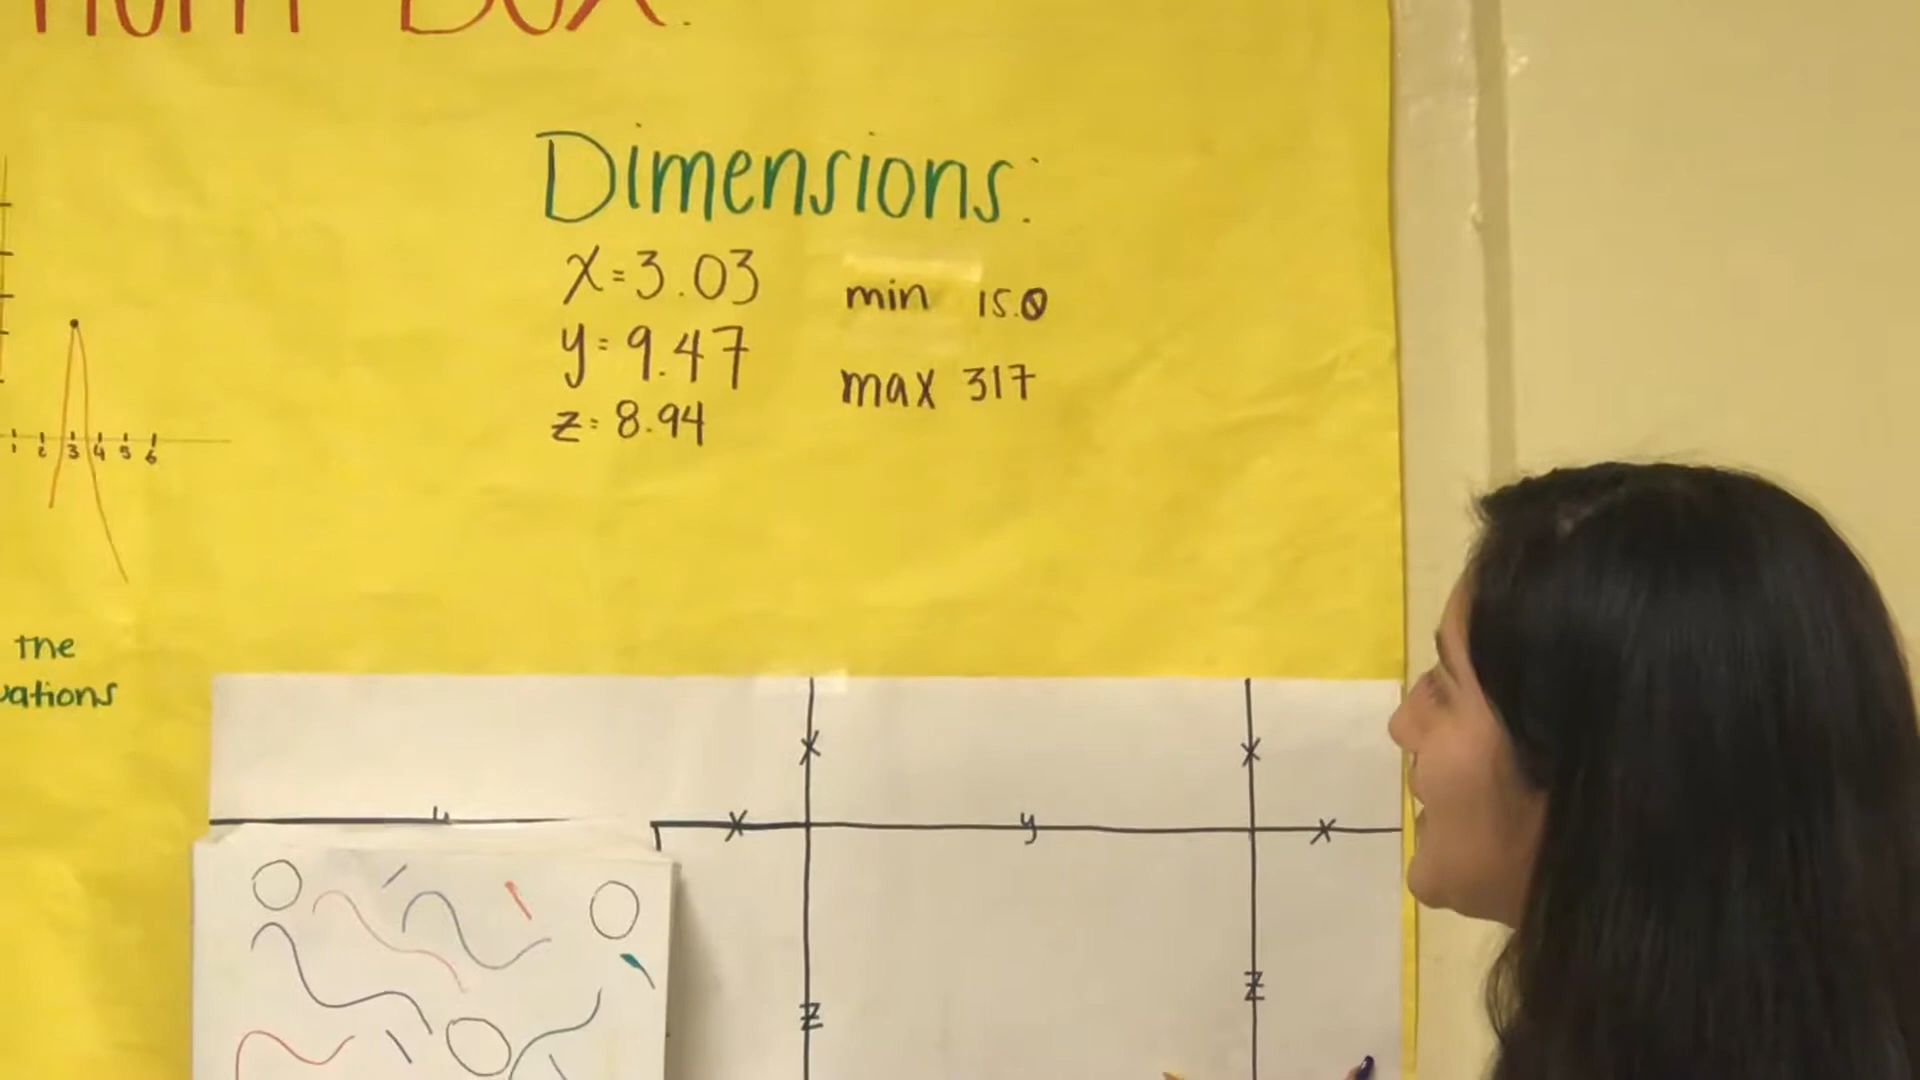 Dimensions:
x=3.03
y=9.47
z=8.94
min 15.0
max 317
1 2 3 4 5 6
the
x x
x y x
z z